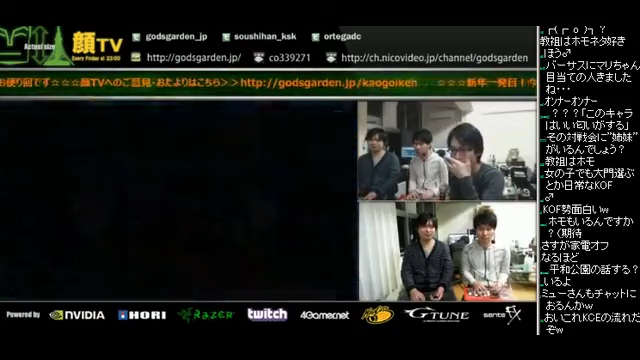 Actual size
顔TV
Every Friday at 23:00
godsgarden_jp
soushihan_ksk
ortegadc
http://godsgarden.jp/
co339271
http://ch.nicovideo.jp/channel/godsgarden
お便り回です☆☆☆顔TVへのご意見・おたよりはこちら>>http://godsgarden.jp/kaogoiken ...☆☆☆新年一発目！今
教祖はホモネタ好き
ほう♂
バーサスにマリちゃん
目当ての人きました
ね・・・
オンナーオンナー
？？？「このキャラ
はいい匂いがする」
その対戦会に”姉妹”
がいるんでしょう？
教祖はホモ
女の子でも大門選ぶ
とか日常なKOF
♂
KOF勢面白いw
ホモもいるんですか
？（期待
さすが家電オフ
なるほど
平和公園の話する？
いるよ
ミューさんもチャットに
おるんかw
おいこれKCEの流れだ
ぞw
Powered by
NVIDIA
HORI
RAZER
twitch
4Gamer.net
G TUNE
santa FX